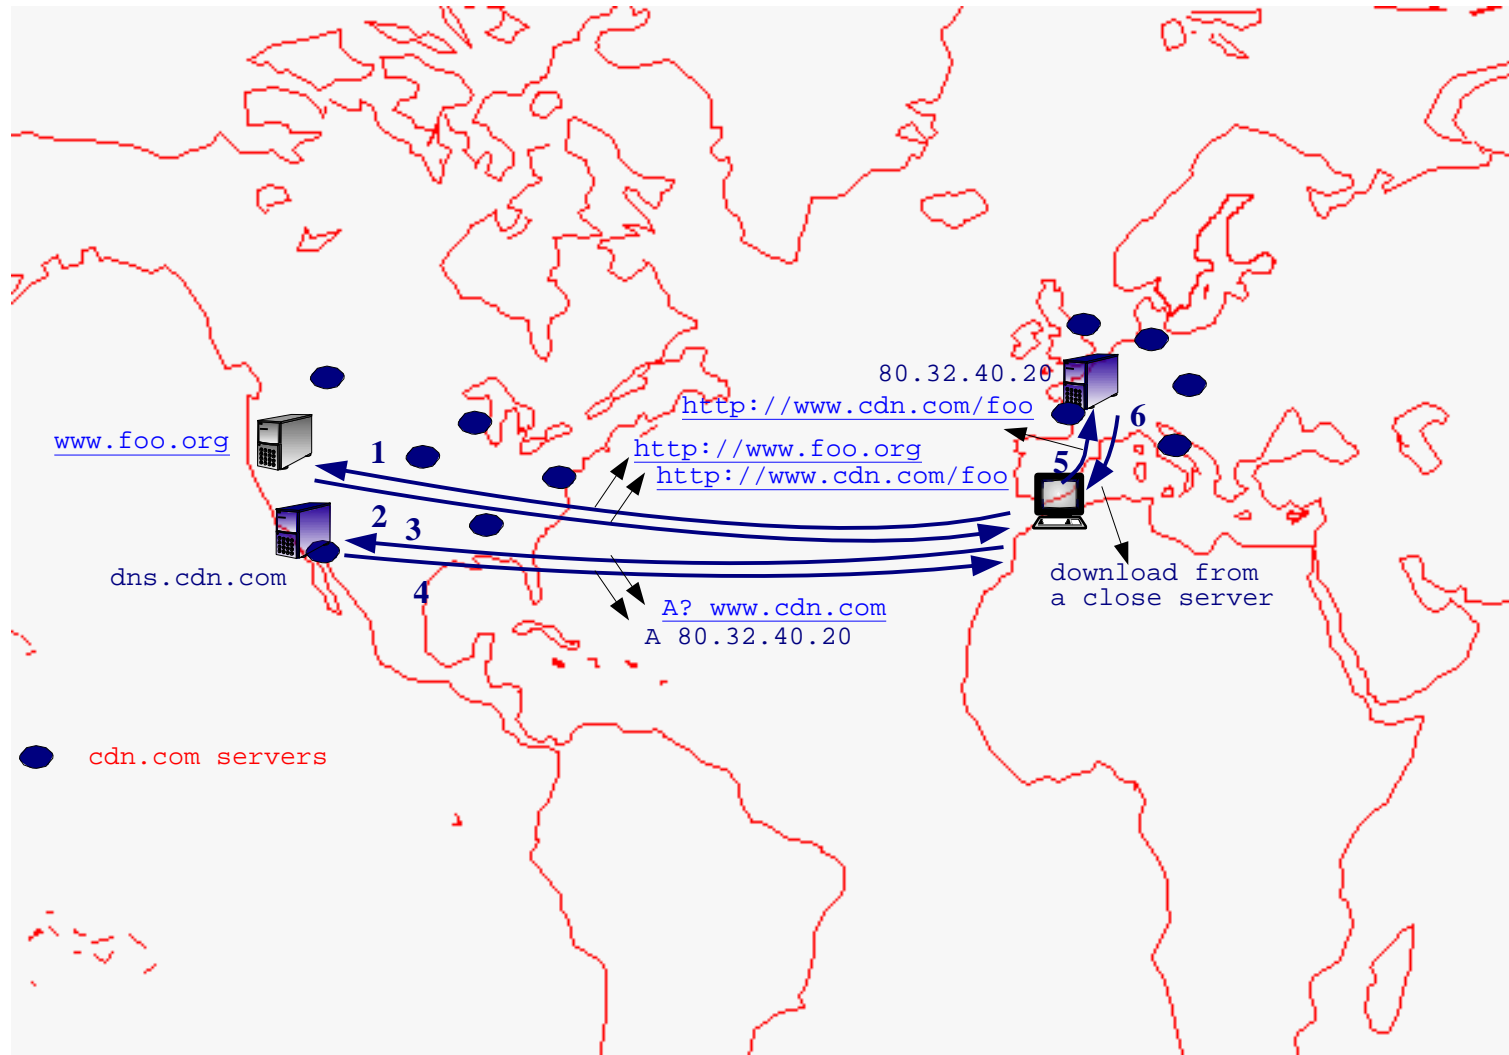 80.32.40.20
http://www.cdn.com/foo
6
www.foo.org
1
http://www.foo.org
5
http://www.cdn.com/foo
2
3
dns.cdn.com
4
download from
a close server
A? www.cdn.com
A 80.32.40.20
cdn.com servers